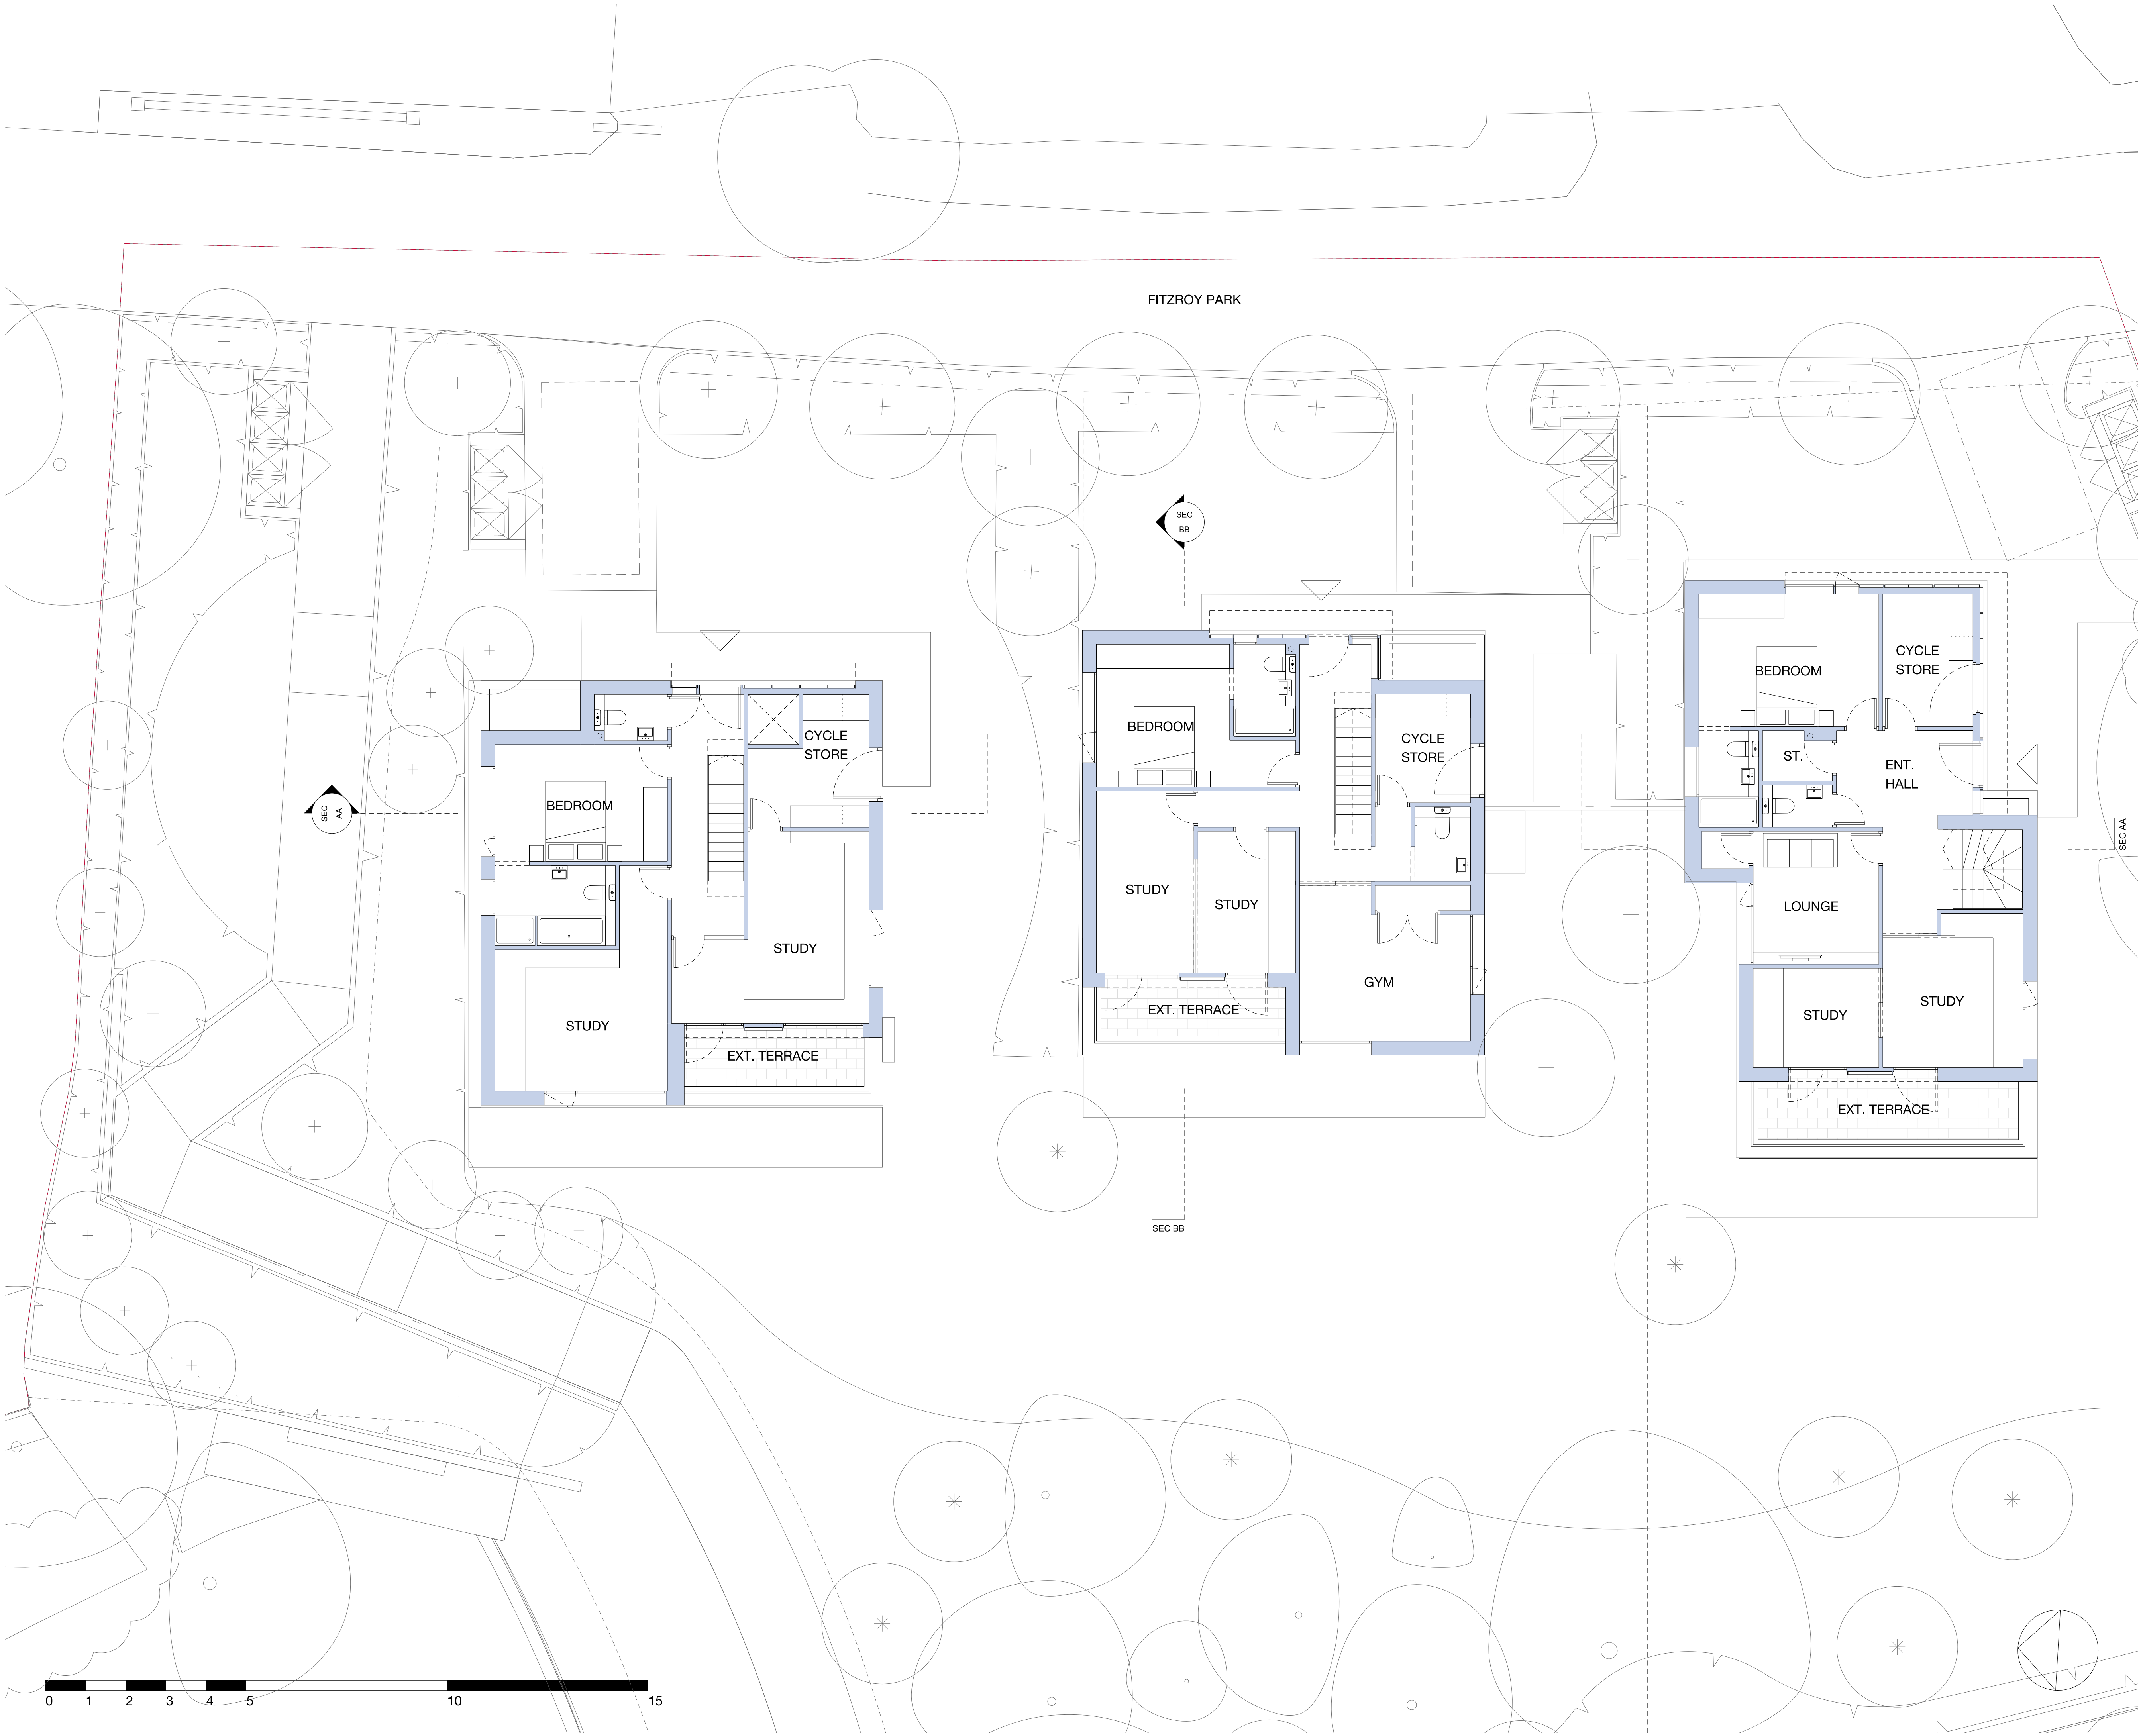 FITZROY PARK
SEC
BB
SEC
AA
BEDROOM
CYCLE
STORE
STUDY
STUDY
EXT. TERRACE
BEDROOM
CYCLE
STORE
STUDY
STUDY
GYM
EXT. TERRACE
SEC BB
BEDROOM
CYCLE
STORE
ST.
ENT.
HALL
LOUNGE
STUDY
STUDY
EXT. TERRACE
SEC AA
0 1 2 3 4 5 10 15